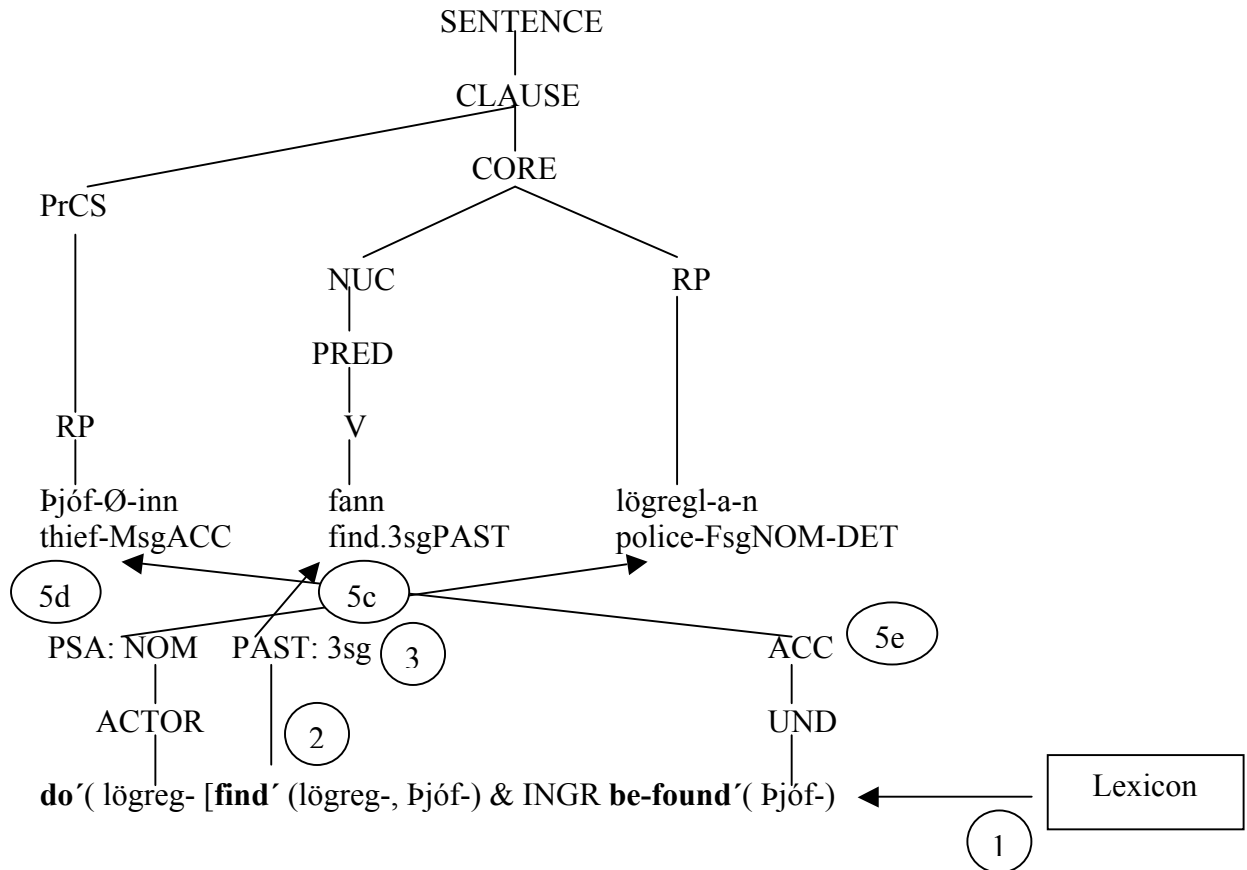 SENTENCE
CLAUSE
CORE
PrCS
NUC RP
PRED
RP V
Þjóf-Ø-inn fann lögregl-a-n
thief-MsgACC find.3sgPAST police-FsgNOM-DET
5d 5c
PSA: NOM PAST: 3sg 3 ACC 5e
ACTOR 2 UND
do´( lögreg- [find´ (lögreg-, Þjóf-) & INGR be-found´( Þjóf-) Lexicon
1